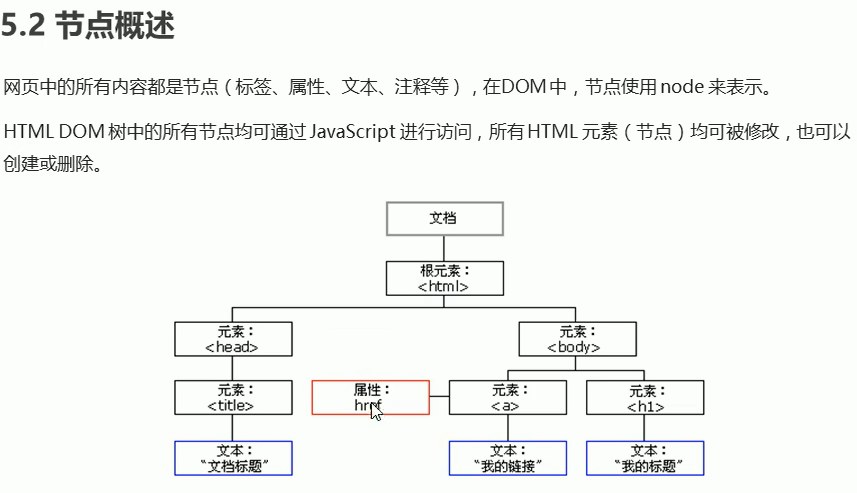 5.2 节点概述
网页中的所有内容都是节点（标签、属性、文本、注释等），在DOM 中，节点使用 node 来表示。
HTML DOM 树中的所有节点均可通过 JavaScript 进行访问，所有 HTML 元素（节点）均可被修改，也可以
创建或删除。
文档
根元素：
<html>
元素：
<head>
元素：
<body>
元素：
<title>
属性：
href
元素：
<a>
元素：
<h1>
文本：
“文档标题”
文本：
“我的链接”
文本：
“我的标题”